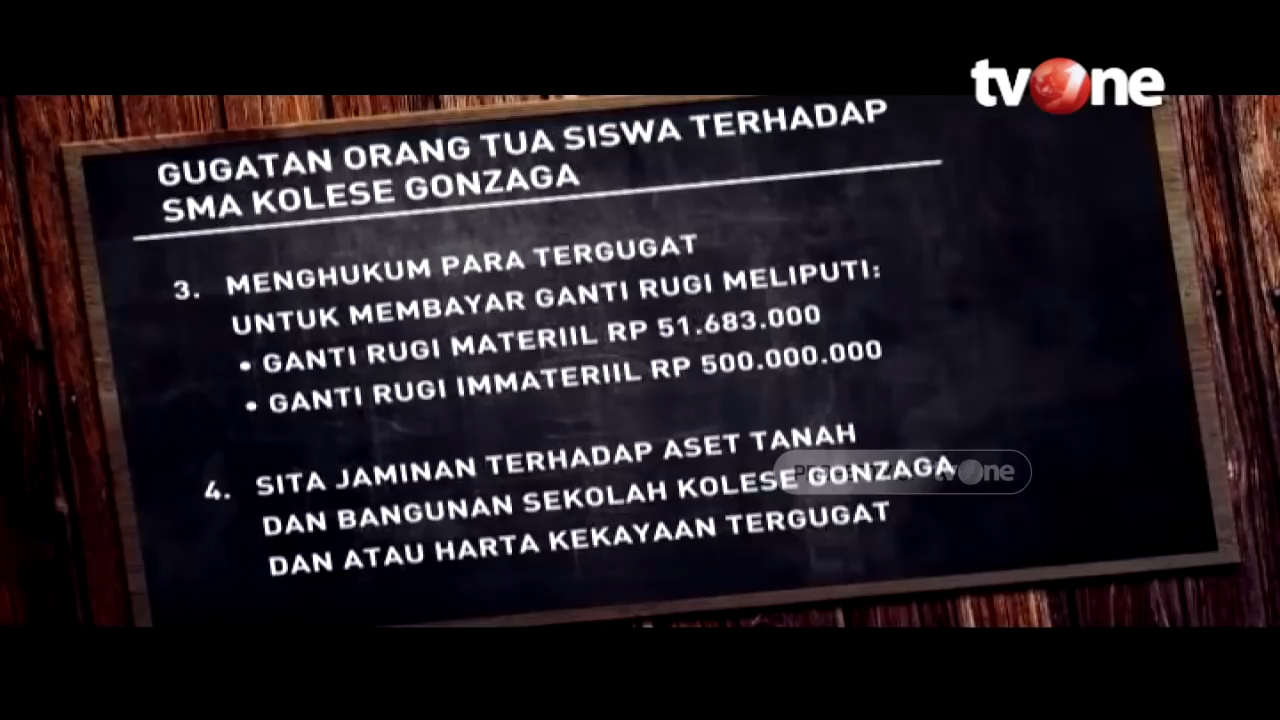 tvOne
GUGATAN ORANG TUA SISWA TERHADAP
SMA KOLESE GONZAGA
3. MENGHUKUM PARA TERGUGAT
UNTUK MEMBAYAR GANTI RUGI MELIPUTI:
• GANTI RUGI MATERIIL RP 51.683.000
• GANTI RUGI IMMATERIIL RP 500.000.000
4. SITA JAMINAN TERHADAP ASET TANAH
DAN BANGUNAN SEKOLAH KOLESE GONZAGA
DAN ATAU HARTA KEKAYAAN TERGUGAT
tvOne